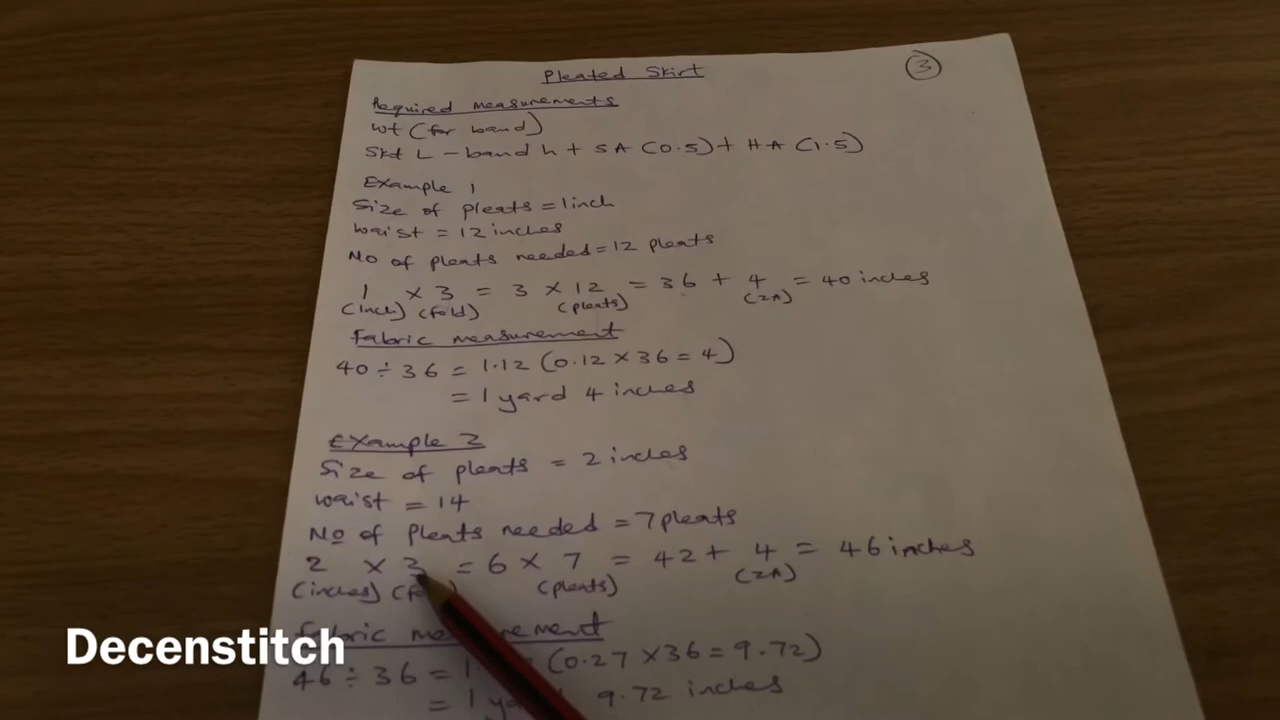 Pleated Skirt
3
Required measurements
wt (for band)
Skt L - band h + SA (0.5) + HA (1.5)
Example 1
Size of pleats = 1inch
waist = 12 inches
No of pleats needed = 12 pleats
1 × 3 = 3 × 12 = 36 + 4 = 40 inches
(inch) (fold) (pleats) (ZA)
Fabric measurement
40 ÷ 36 = 1.12 (0.12 × 36 = 4)
= 1 yard 4 inches
Example 2
Size of pleats = 2 inches
waist = 14
No of pleats needed = 7 pleats
2 × 3 = 6 × 7 = 42 + 4 = 46 inches
(inches) (pleats) (ZA)
Fabric
46 ÷ 36 = 1 (0.27 × 36 = 9.72)
= 1 9.72 inches
Decenstitch